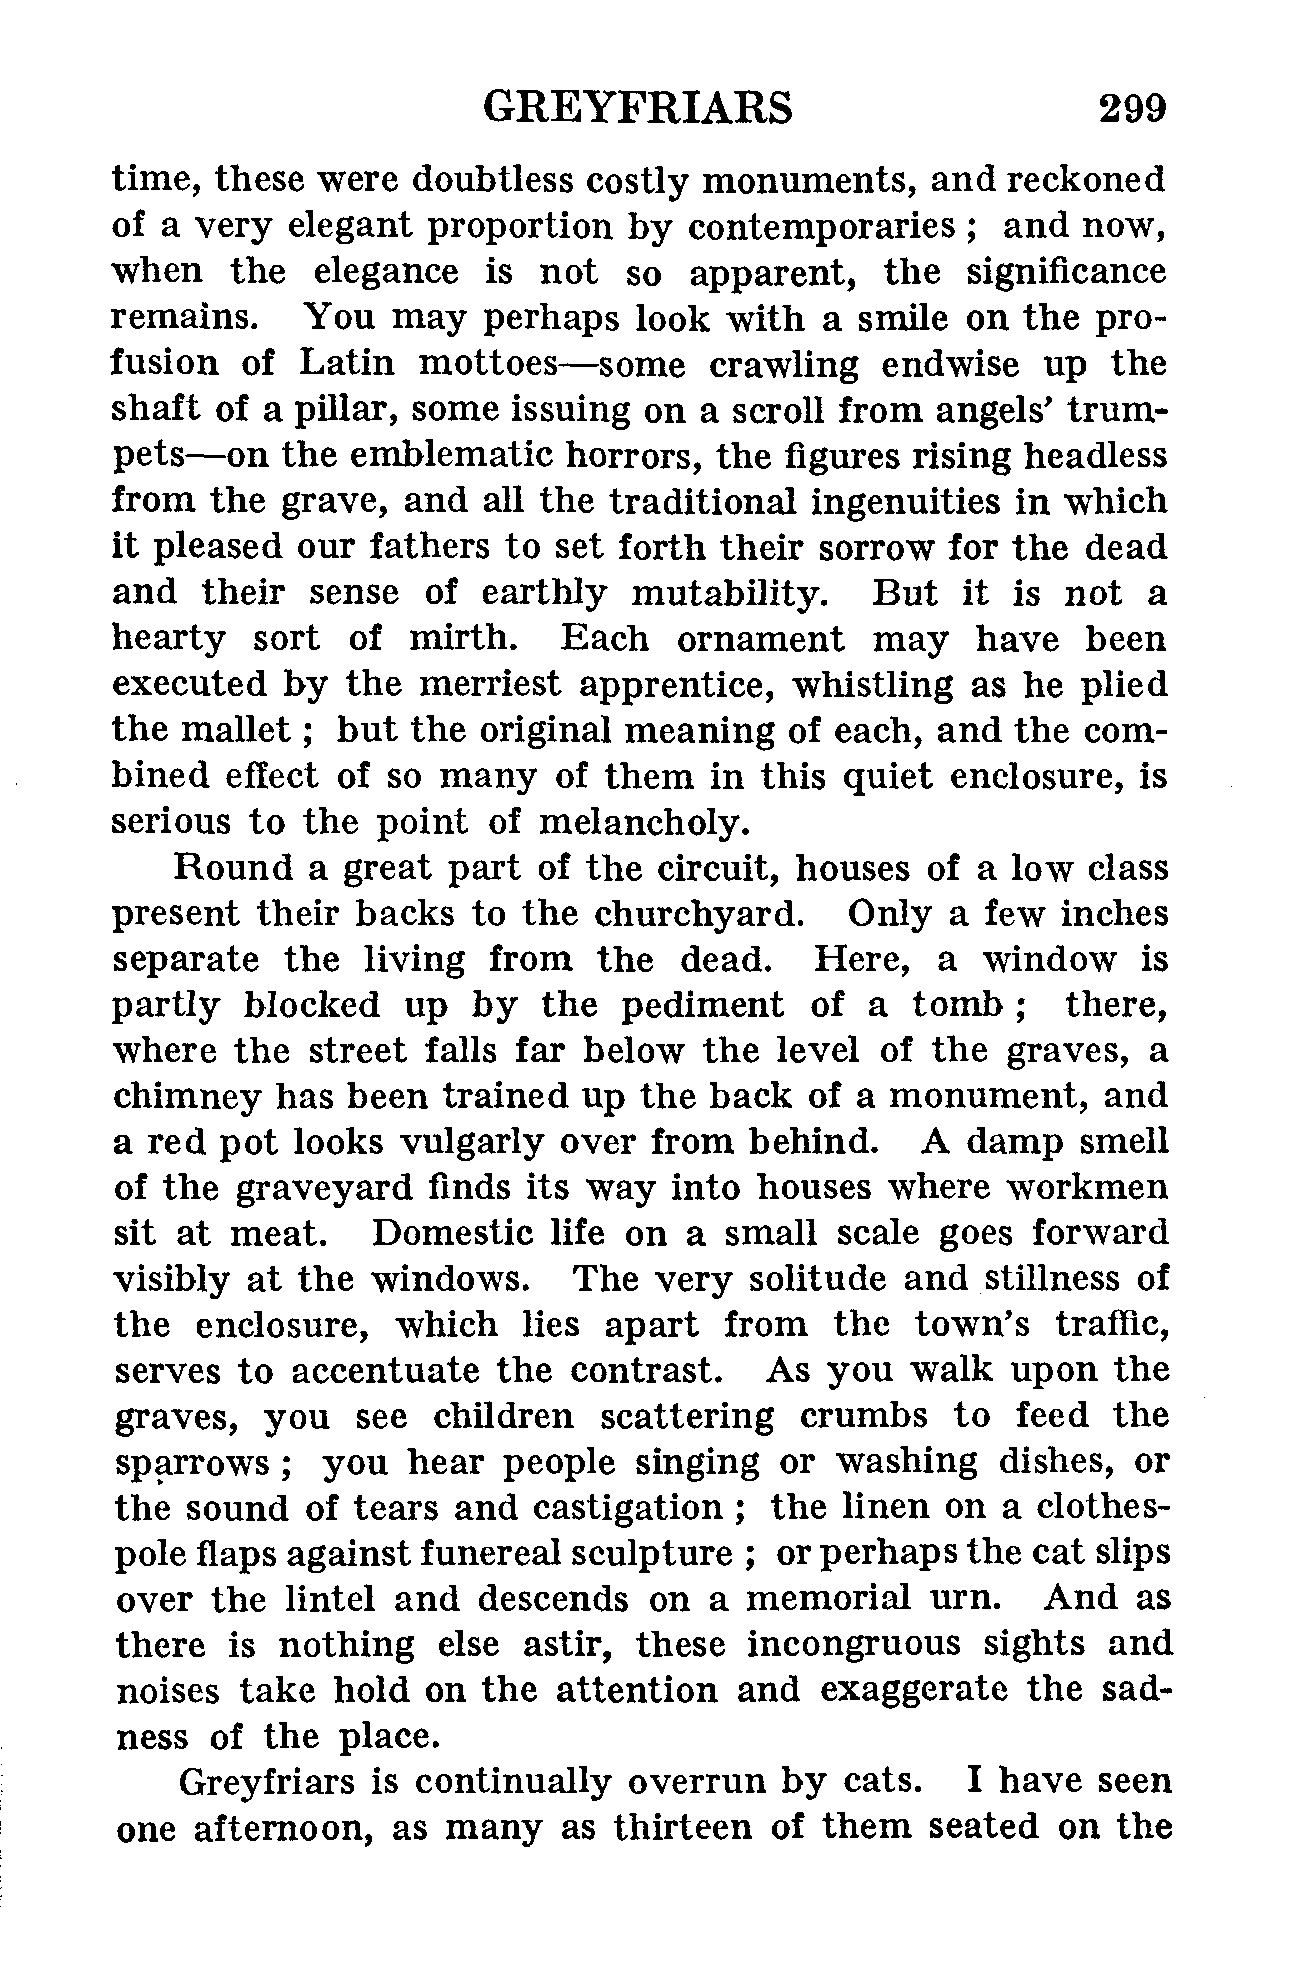 GREYFRIARS 299
time, these were doubtless costly monuments, and reckoned
of a very elegant proportion by contemporaries ; and now,
when the elegance is not so apparent, the significance
remains. You may perhaps look with a smile on the pro-
fusion of Latin mottoes—some crawling endwise up the
shaft of a pillar, some issuing on a scroll from angels' trum-
pets—on the emblematic horrors, the figures rising headless
from the grave, and all the traditional ingenuities in which
it pleased our fathers to set forth their sorrow for the dead
and their sense of earthly mutability. But it is not a
hearty sort of mirth. Each ornament may have been
executed by the merriest apprentice, whistling as he plied
the mallet ; but the original meaning of each, and the com-
bined effect of so many of them in this quiet enclosure, is
serious to the point of melancholy.
Round a great part of the circuit, houses of a low class
present their backs to the churchyard. Only a few inches
separate the living from the dead. Here, a window is
partly blocked up by the pediment of a tomb ; there,
where the street falls far below the level of the graves, a
chimney has been trained up the back of a monument, and
a red pot looks vulgarly over from behind. A damp smell
of the graveyard finds its way into houses where workmen
sit at meat. Domestic life on a small scale goes forward
visibly at the windows. The very solitude and stillness of
the enclosure, which lies apart from the town's traffic,
serves to accentuate the contrast. As you walk upon the
graves, you see children scattering crumbs to feed the
sparrows ; you hear people singing or washing dishes, or
the sound of tears and castigation ; the linen on a clothes-
pole flaps against funereal sculpture ; or perhaps the cat slips
over the lintel and descends on a memorial urn. And as
there is nothing else astir, these incongruous sights and
noises take hold on the attention and exaggerate the sad-
ness of the place.
Greyfriars is continually overrun by cats. I have seen
one afternoon, as many as thirteen of them seated on the